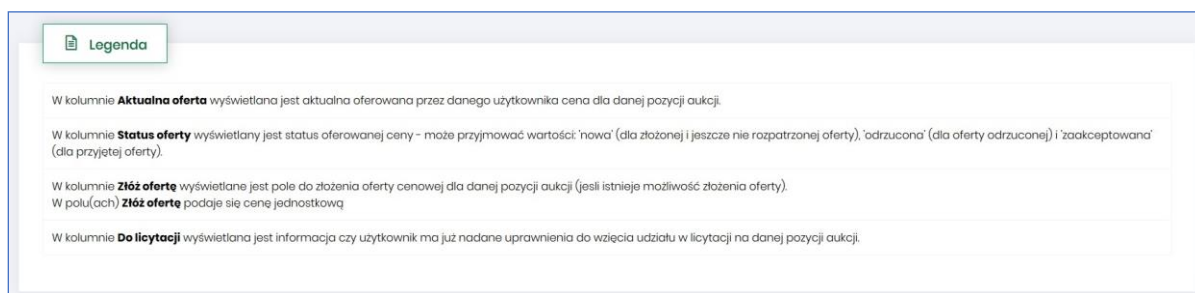 Legenda
W kolumnie Aktualna oferta wyświetlana jest aktualna oferowana przez danego użytkownika cena dla danej pozycji aukcji.
W kolumnie Status oferty wyświetlany jest status oferowanej ceny - może przyjmować wartości: 'nowa' (dla złożonej i jeszcze nie rozpatrzonej oferty), 'odrzucona' (dla oferty odrzuconej) i 'zaakceptowana'
(dla przyjętej oferty).
W kolumnie Złóż ofertę wyświetlane jest pole do złożenia oferty cenowej dla danej pozycji aukcji (jesli istnieje możliwość złożenia oferty).
W polu(ach) Złóż ofertę podaje się cenę jednostkową
W kolumnie Do licytacji wyświetlana jest informacja czy użytkownik ma już nadane uprawnienia do wzięcia udziału w licytacji na danej pozycji aukcji.